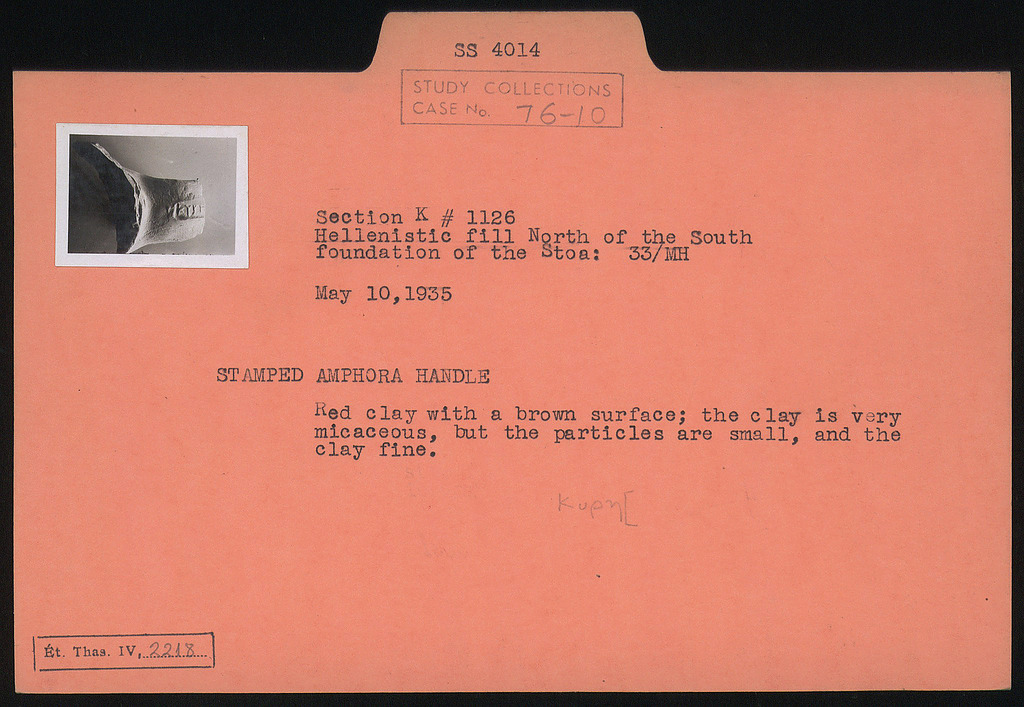 SS 4014
STUDY COLLECTIONS
CASE No. 76-10
Section K # 1126
Hellenistic fill North of the South
foundation of the Stoa: 33/MH
May 10,1935
STAMPED AMPHORA HANDLE
Red clay with a brown surface; the clay is very
micaceous, but the particles are small, and the
clay fine.
Κυρη[
Ét. Thas. IV, 2218